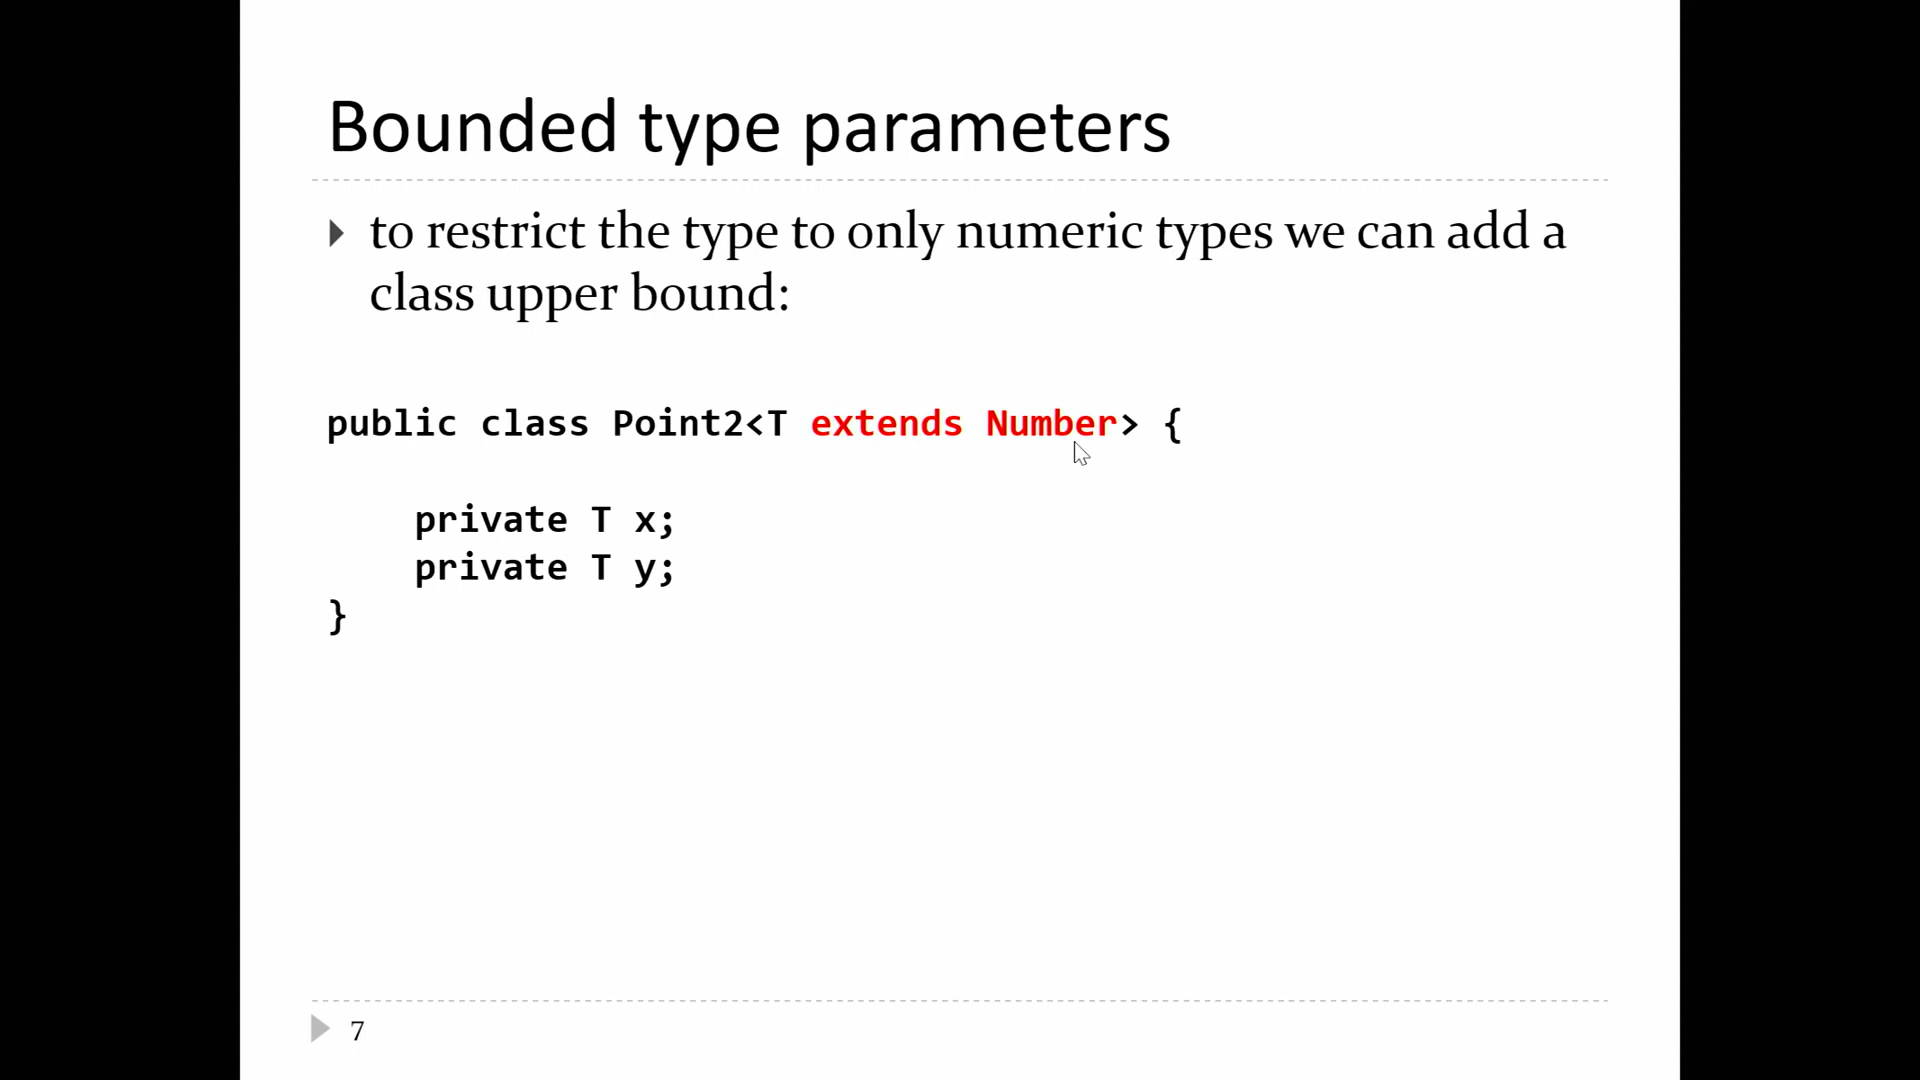 Bounded type parameters
to restrict the type to only numeric types we can add a
class upper bound:
public class Point2<T extends Number> {
private T x;
private T y;
}
7